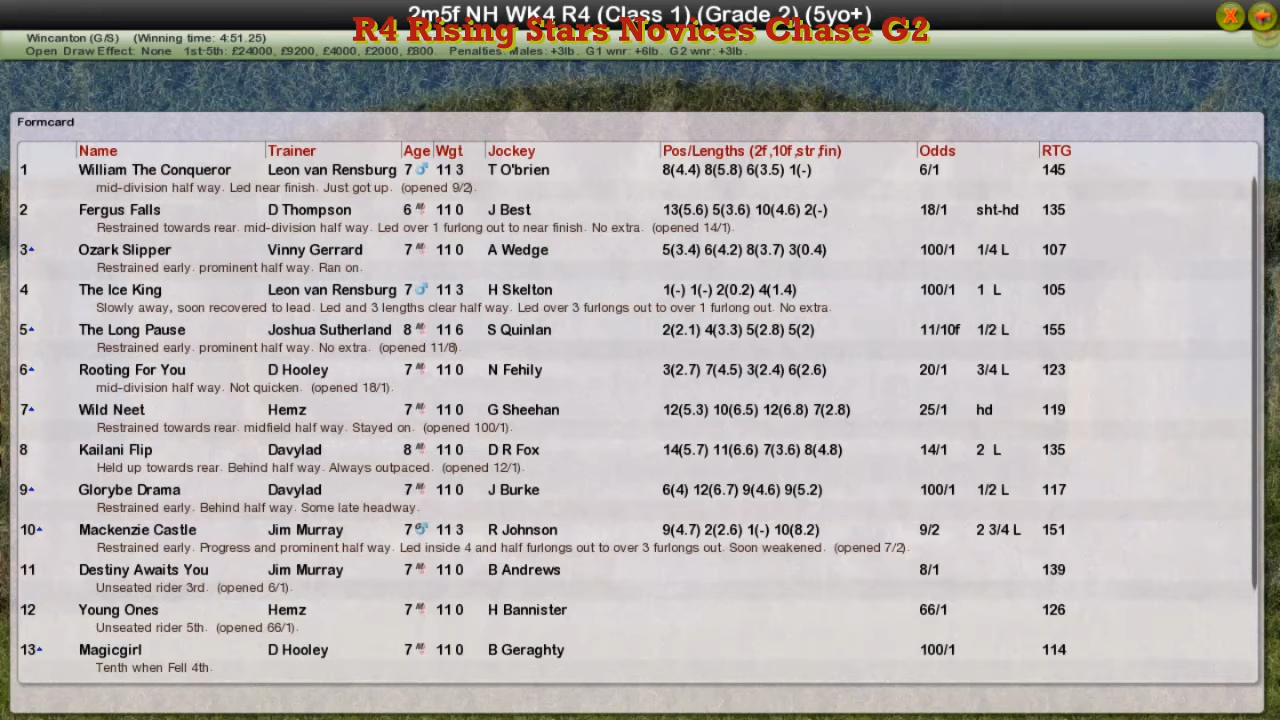 2m5f NH WK4 R4 (Class 1) (Grade 2) (5yo+)
R4 Rising Stars Novices Chase G2
Wincanton (G/S) (Winning time: 4:51.25)
Open Draw Effect: None 1st-5th: £24000, £9200, £4000, £2000, £800. Penalties: Males: +3lb. G1 wnr: +6lb. G2 wnr: +3lb.
Formcard
Name Trainer Age Wgt Jockey Pos/Lengths (2f,10f,str,fin) Odds RTG
1 William The Conqueror Leon van Rensburg 7 11 3 T O'brien 8(4.4) 8(5.8) 6(3.5) 1(-) 6/1 145
mid-division half way. Led near finish. Just got up. (opened 9/2).
2 Fergus Falls D Thompson 6 11 0 J Best 13(5.6) 5(3.6) 10(4.6) 2(-) 18/1 sht-hd 135
Restrained towards rear. mid-division half way. Led over 1 furlong out to near finish. No extra. (opened 14/1).
3 Ozark Slipper Vinny Gerrard 7 11 0 A Wedge 5(3.4) 6(4.2) 8(3.7) 3(0.4) 100/1 1/4 L 107
Restrained early. prominent half way. Ran on.
4 The Ice King Leon van Rensburg 7 11 3 H Skelton 1(-) 1(-) 2(0.2) 4(1.4) 100/1 1 L 105
Slowly away, soon recovered to lead. Led and 3 lengths clear half way. Led over 3 furlongs out to over 1 furlong out. No extra.
5 The Long Pause Joshua Sutherland 8 11 6 S Quinlan 2(2.1) 4(3.3) 5(2.8) 5(2) 11/10f 1/2 L 155
Restrained early. prominent half way. No extra. (opened 11/8).
6 Rooting For You D Hooley 7 11 0 N Fehily 3(2.7) 7(4.5) 3(2.4) 6(2.6) 20/1 3/4 L 123
mid-division half way. Not quicken. (opened 18/1).
7 Wild Neet Hemz 7 11 0 G Sheehan 12(5.3) 10(6.5) 12(6.8) 7(2.8) 25/1 hd 119
Restrained towards rear. midfield half way. Stayed on. (opened 100/1).
8 Kailani Flip Davylad 8 11 0 D R Fox 14(5.7) 11(6.6) 7(3.6) 8(4.8) 14/1 2 L 135
Held up towards rear. Behind half way. Always outpaced. (opened 12/1).
9 Glorybe Drama Davylad 7 11 0 J Burke 6(4) 12(6.7) 9(4.6) 9(5.2) 100/1 1/2 L 117
Restrained early. Behind half way. Some late headway.
10 Mackenzie Castle Jim Murray 7 11 3 R Johnson 9(4.7) 2(2.6) 1(-) 10(8.2) 9/2 2 3/4 L 151
Restrained early. Progress and prominent half way. Led inside 4 and half furlongs out to over 3 furlongs out. Soon weakened. (opened 7/2).
11 Destiny Awaits You Jim Murray 7 11 0 B Andrews 8/1 139
Unseated rider 3rd. (opened 6/1).
12 Young Ones Hemz 7 11 0 H Bannister 66/1 126
Unseated rider 5th. (opened 66/1).
13 Magicgirl D Hooley 7 11 0 B Geraghty 100/1 114
Tenth when Fell 4th.